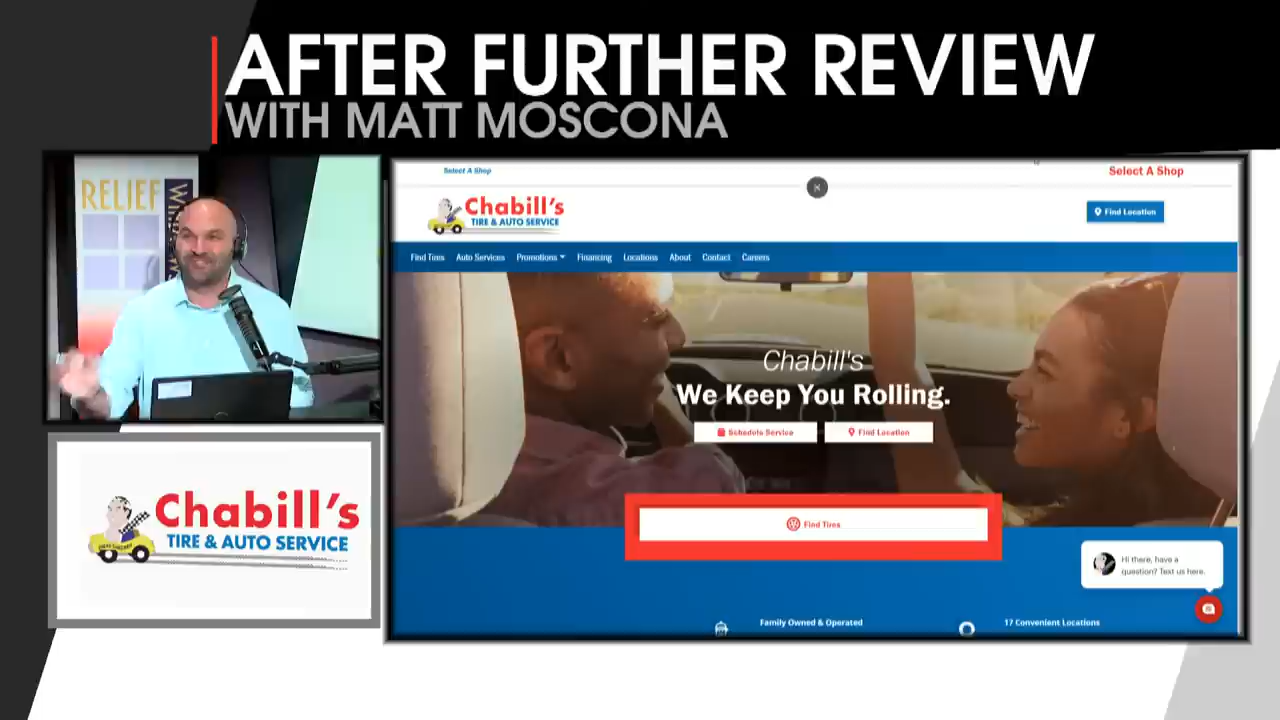 AFTER FURTHER REVIEW
WITH MATT MOSCONA
RELIEF
Select A Shop
Select A Shop
Chabill's
TIRE & AUTO SERVICE
Find Location
Find Tires Auto Services Promotions Financing Locations About Contact Careers
Chabill's
We Keep You Rolling.
Schedule Service Find Location
Find Tires
Hi there, have a
question? Text us here.
Family Owned & Operated 17 Convenient Locations
Chabill's
TIRE & AUTO SERVICE